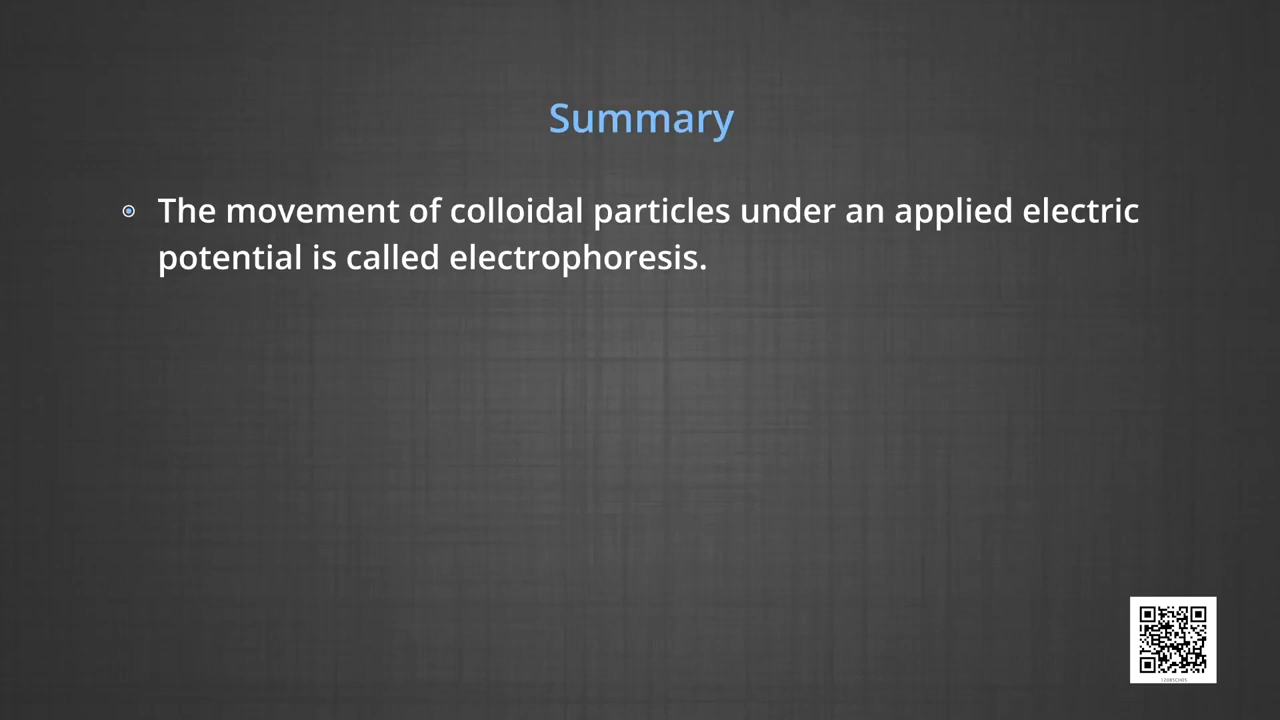 Summary
The movement of colloidal particles under an applied electric
potential is called electrophoresis.